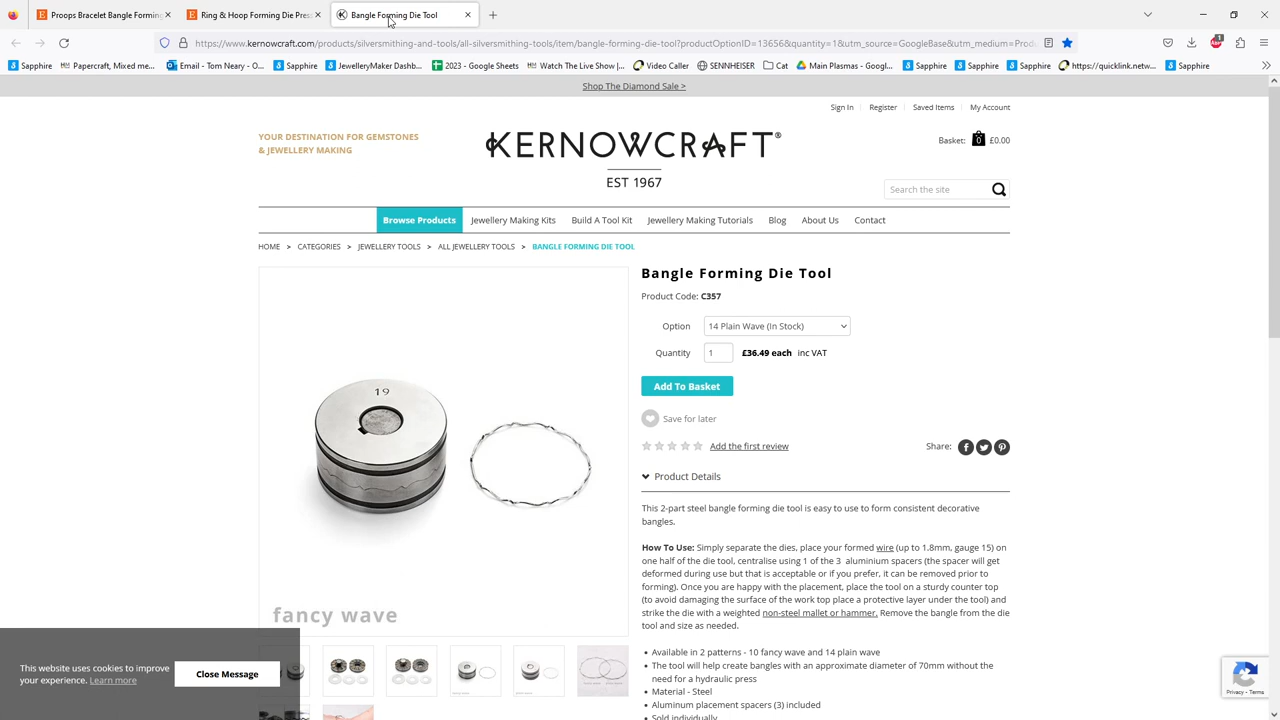 Props Bracelet Bangle Forming
Ring & Hoop Forming Die Press
Bangle Forming Die Tool
https://www.kernowcraft.com/products/silversmithing-and-tools/all-silversmithing-tools/items/bangle-forming-die-tool?productOptionID=13656&quantity=1&utm_source=GoogleBase&utm_medium=Produ
1
Sapphire
Papercraft, Mixed me...
Email - Tom Neary - O...
Sapphire
JewelleryMaker Dashb...
2023 - Google Sheets
Watch The Live Show |...
Video Caller
SENNHEISER
Cat
Main Plasmas - Googl...
Sapphire
Sapphire
Sapphire
https://quicklink.netw...
Sapphire
Shop The Diamond Sale >
Sign In
Register
Saved Items
My Account
YOUR DESTINATION FOR GEMSTONES
& JEWELLERY MAKING
KERNOWCRAFT®
EST 1967
Basket: 0 £0.00
Search the site
Browse Products
Jewellery Making Kits
Build A Tool Kit
Jewellery Making Tutorials
Blog
About Us
Contact
HOME > CATEGORIES > JEWELLERY TOOLS > ALL JEWELLERY TOOLS > BANGLE FORMING DIE TOOL
19
fancy wave
Bangle Forming Die Tool
Product Code: C357
Option 14 Plain Wave (In Stock)
Quantity 1 £36.49 each inc VAT
Add To Basket
Save for later
Add the first review
Share:
Product Details
This 2-part steel bangle forming die tool is easy to use to form consistent decorative
bangles.
How To Use: Simply separate the dies, place your formed wire (up to 1.8mm, gauge 15) on
one half of the die tool, centralise using 1 of the 3 aluminium spacers (the spacer will get
deformed during use but that is acceptable or if you prefer, it can be removed prior to
forming). Once you are happy with the placement, place the tool on a sturdy counter top
(to avoid damaging the surface of the work top place a protective layer under the tool) and
strike the die with a weighted non-steel mallet or hammer. Remove the bangle from the die
tool and size as needed.
• Available in 2 patterns - 10 fancy wave and 14 plain wave
• The tool will help create bangles with an approximate diameter of 70mm without the
need for a hydraulic press
• Material - Steel
• Aluminum placement spacers (3) included
• Sold individually
This website uses cookies to improve
your experience. Learn more
Close Message
Privacy - Terms